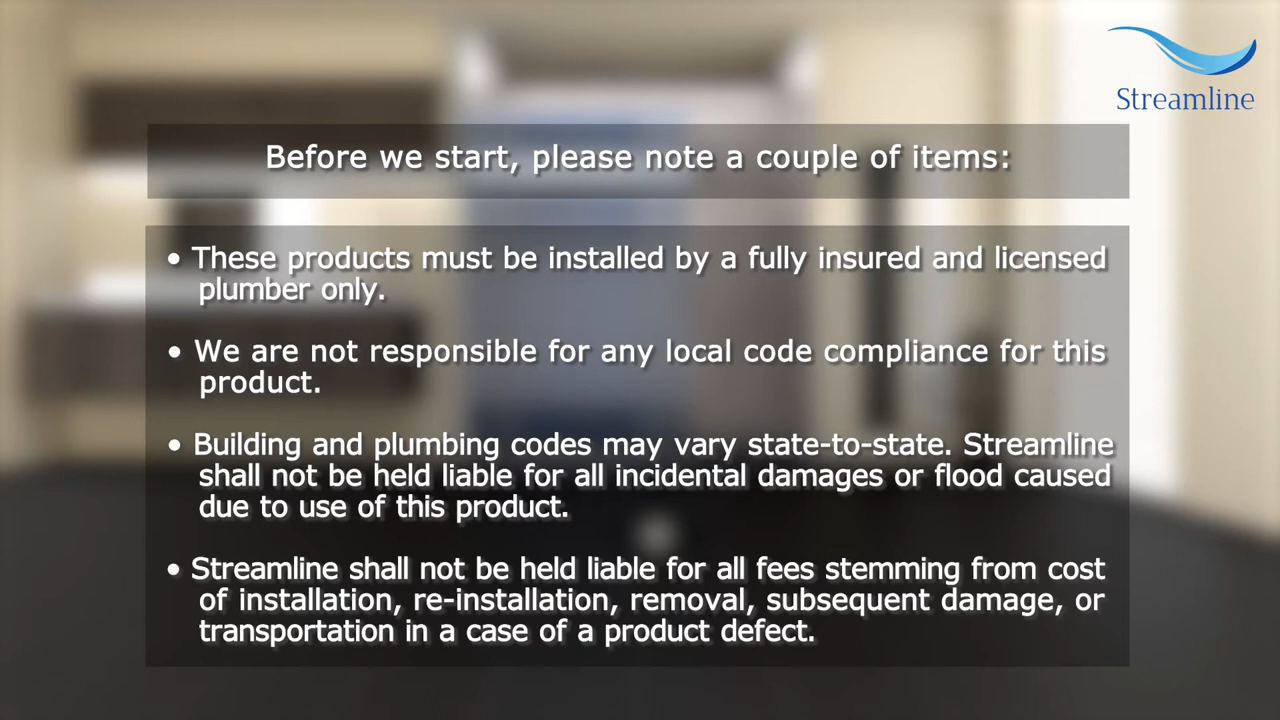 Streamline
Before we start, please note a couple of items:
• These products must be installed by a fully insured and licensed
plumber only.
• We are not responsible for any local code compliance for this
product.
• Building and plumbing codes may vary state-to-state. Streamline
shall not be held liable for all incidental damages or flood caused
due to use of this product.
• Streamline shall not be held liable for all fees stemming from cost
of installation, re-installation, removal, subsequent damage, or
transportation in a case of a product defect.